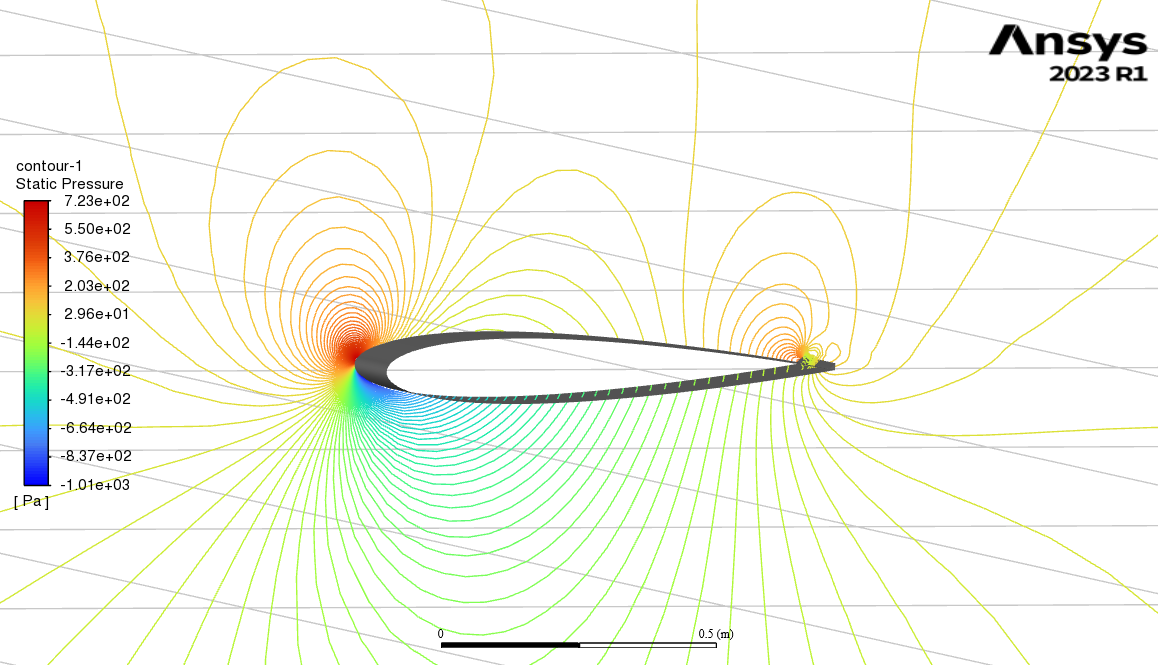 Ansys
2023 R1
contour-1
Static Pressure
7.23e+02
5.50e+02
3.76e+02
2.03e+02
2.96e+01
-1.44e+02
-3.17e+02
-4.91e+02
-6.64e+02
-8.37e+02
-1.01e+03
[ Pa ]
0 0.5 (m)